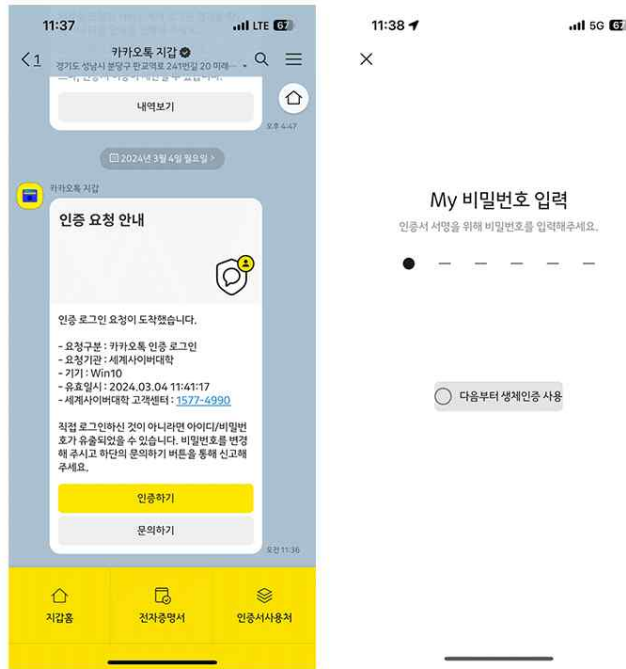 11:37
LTE 67
< 1
카카오톡 지갑
경기도 성남시 분당구 판교역로 241번길 20 미래…
내역보기
오후 4:47
2024년 3월 4일 월요일 >
카카오톡 지갑
인증 요청 안내
인증 로그인 요청이 도착했습니다.
- 요청구분 : 카카오톡 인증 로그인
- 요청기관 : 세계사이버대학
- 기기 : Win10
- 유효일시 : 2024.03.04 11:41:17
- 세계사이버대학 고객센터 : 1577-4990
직접 로그인하신 것이 아니라면 아이디/비밀번
호가 유출되었을 수 있습니다. 비밀번호를 변경
해 주시고 하단의 문의하기 버튼을 통해 신고해
주세요.
인증하기
문의하기
오전 11:36
지갑홈
전자증명서
인증서사용처
11:38
5G 67
My 비밀번호 입력
인증서 서명을 위해 비밀번호를 입력해주세요.
다음부터 생체인증 사용